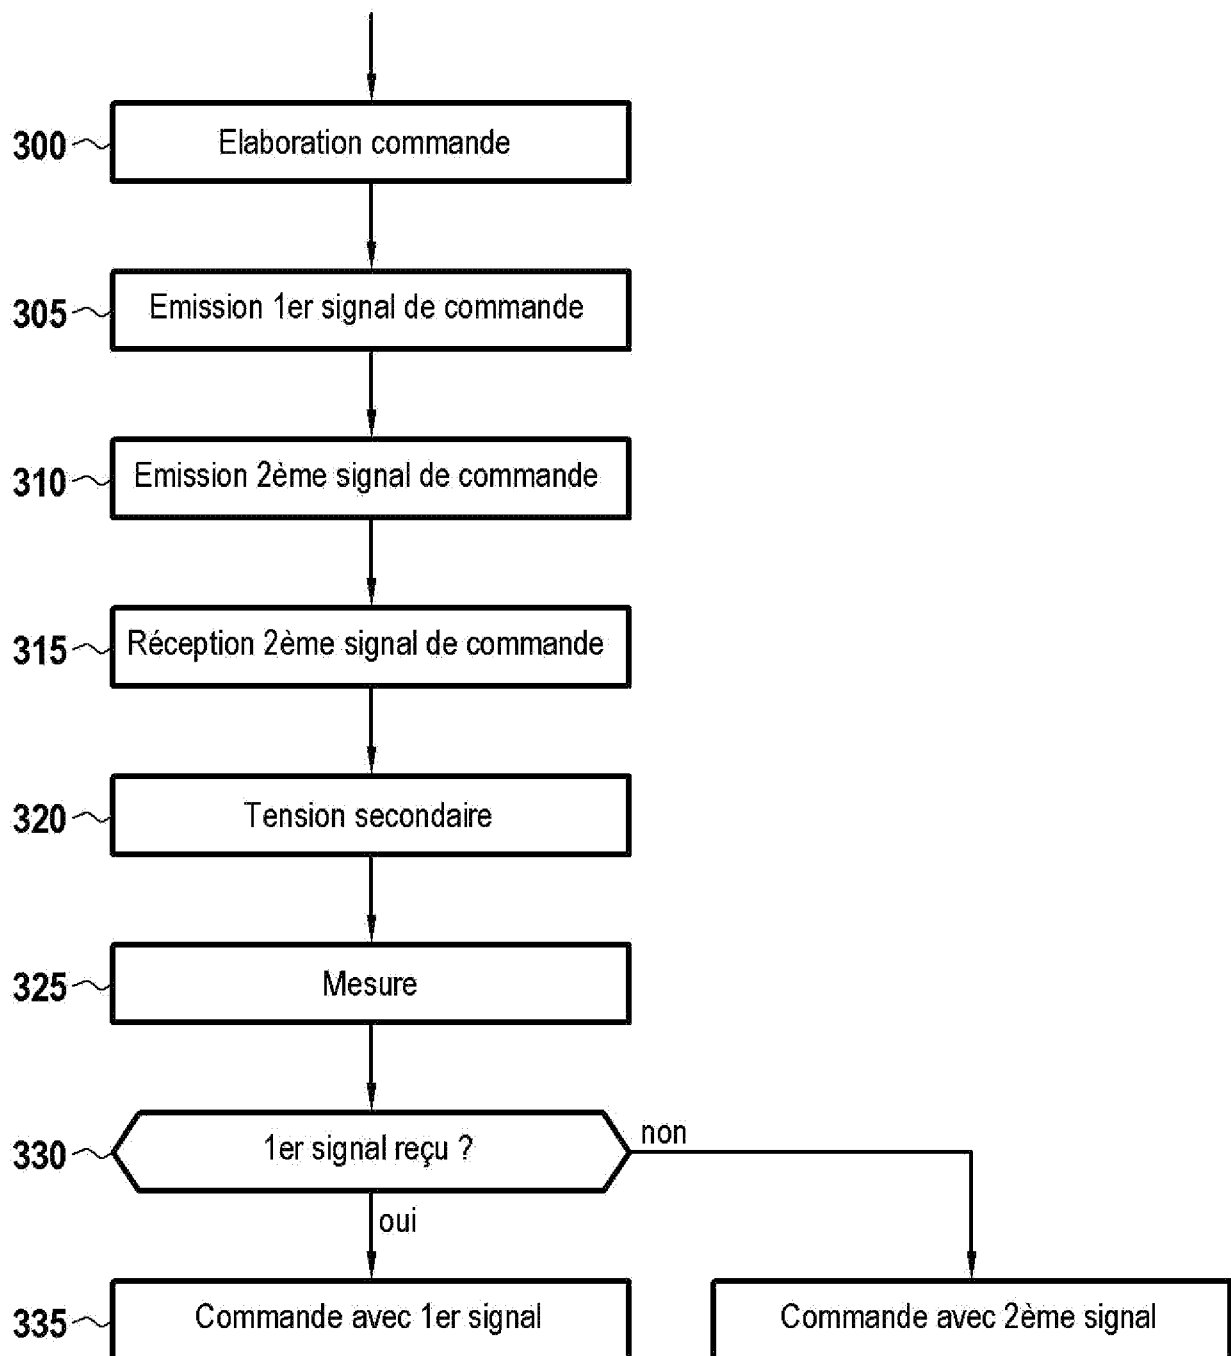 300 Elaboration commande
305 Emission 1er signal de commande
310 Emission 2ème signal de commande
315 Réception 2ème signal de commande
320 Tension secondaire
325 Mesure
330 1er signal reçu ?
non
oui
335 Commande avec 1er signal
Commande avec 2ème signal